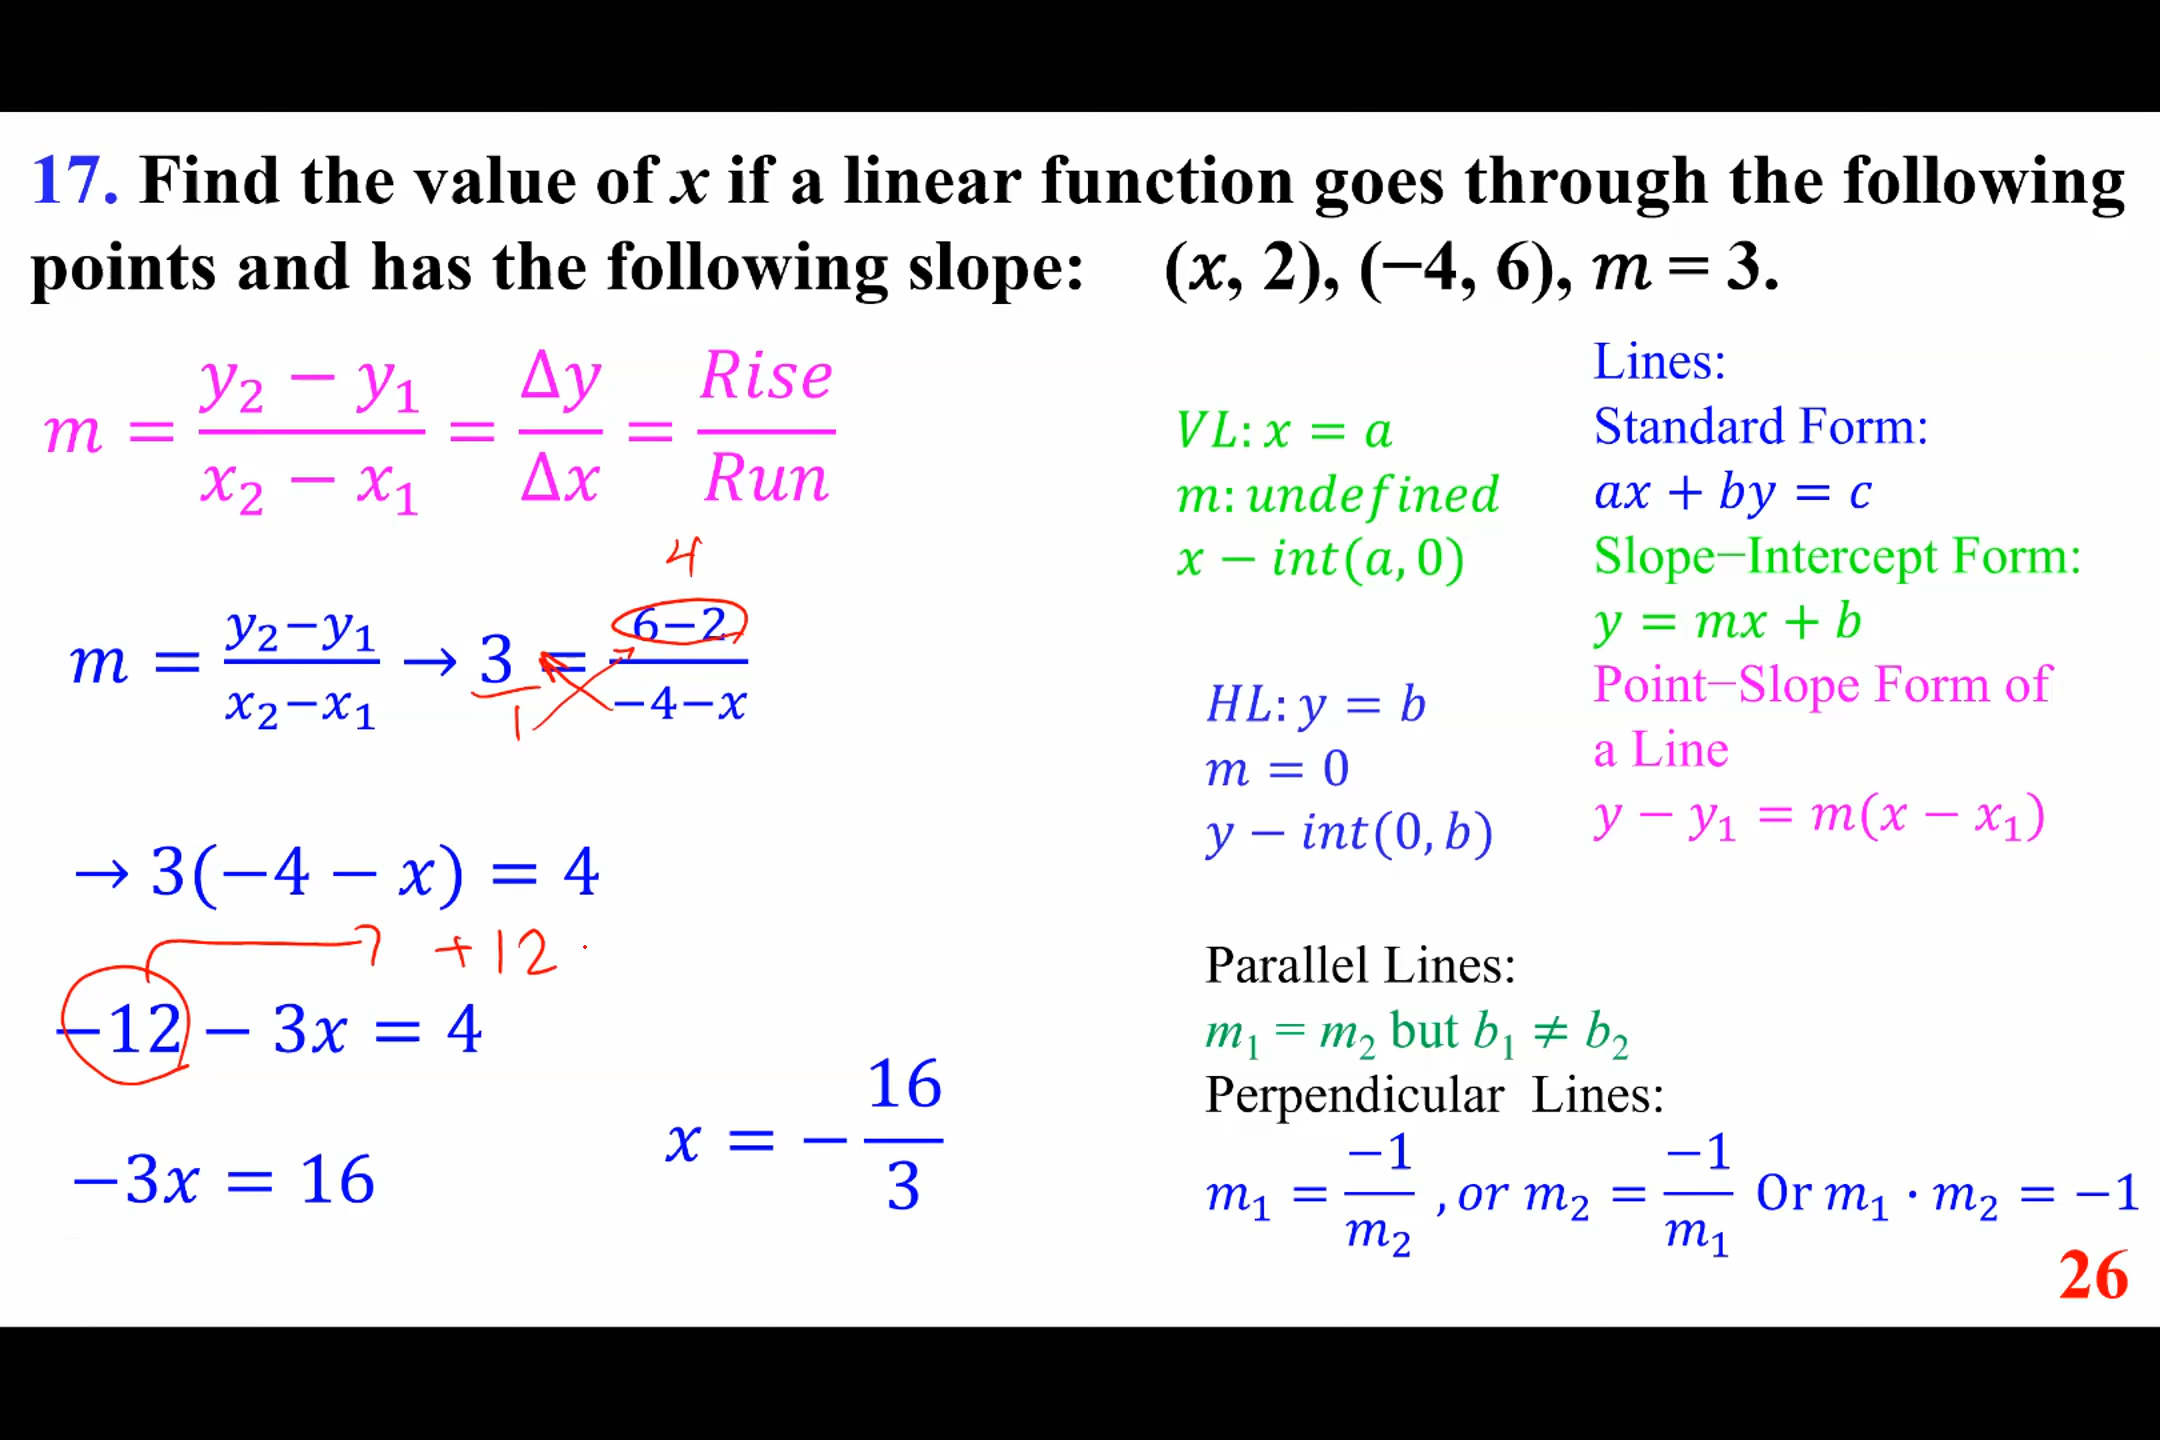 17. Find the value of x if a linear function goes through the following
points and has the following slope: (x, 2), (−4, 6), m = 3.
m = (y₂ − y₁)/(x₂ − x₁) = Δy/Δx = Rise/Run
4
m = (y₂−y₁)/(x₂−x₁) → 3 = (6−2)/(−4−x)
1
→ 3(−4 − x) = 4
+12
−12 − 3x = 4
−3x = 16
x = −16/3
VL: x = a
m: undefined
x − int(a, 0)
HL: y = b
m = 0
y − int(0, b)
Lines:
Standard Form:
ax + by = c
Slope−Intercept Form:
y = mx + b
Point−Slope Form of
a Line
y − y₁ = m(x − x₁)
Parallel Lines:
m₁ = m₂ but b₁ ≠ b₂
Perpendicular Lines:
m₁ = −1/m₂ , or m₂ = −1/m₁ Or m₁ · m₂ = −1
26